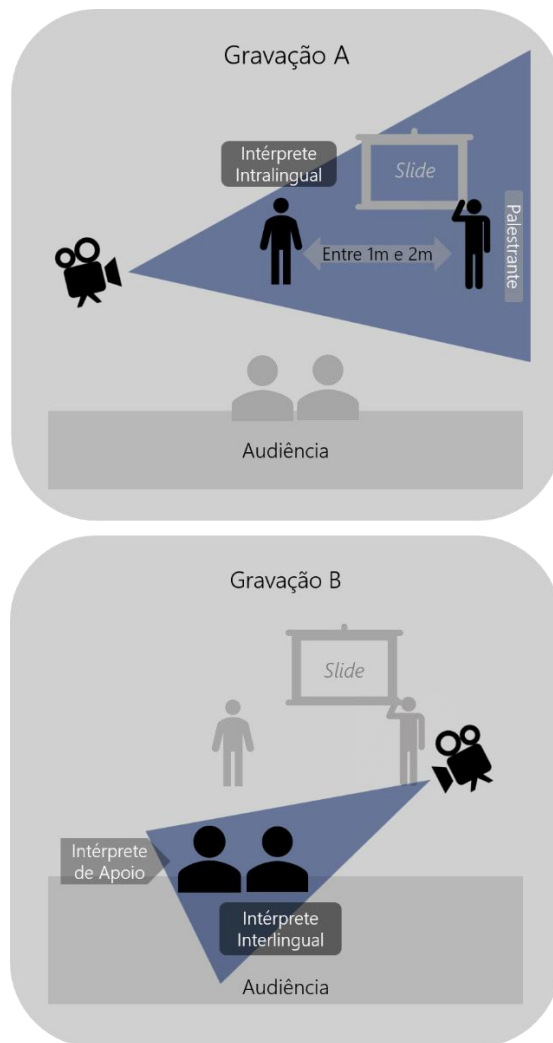 Gravação A
Intérprete
Intralingual
Slide
Palestrante
Entre 1m e 2m
Audiência
Gravação B
Slide
Intérprete
de Apoio
Intérprete
Interlingual
Audiência